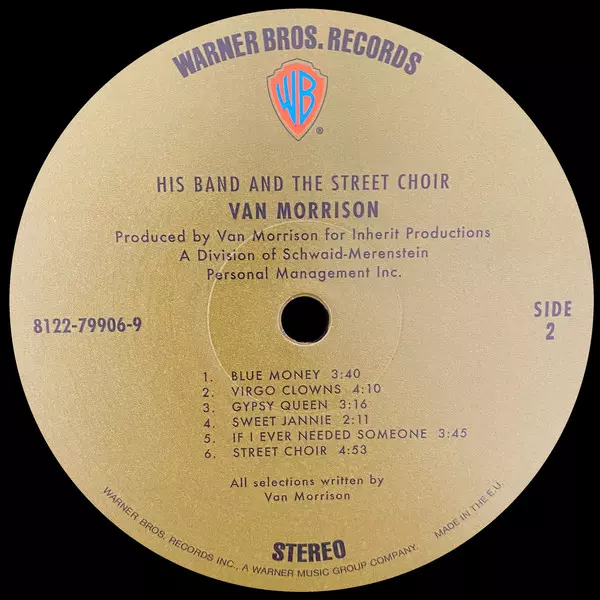 WARNER BROS. RECORDS
WB
®
HIS BAND AND THE STREET CHOIR
VAN MORRISON
Produced by Van Morrison for Inherit Productions
A Division of Schwaid-Merenstein
Personal Management Inc.
8122-79906-9
SIDE
2
1. BLUE MONEY 3:40
2. VIRGO CLOWNS 4:10
3. GYPSY QUEEN 3:16
4. SWEET JANNIE 2:11
5. IF I EVER NEEDED SOMEONE 3:45
6. STREET CHOIR 4:53
All selections written by
Van Morrison
STEREO
WARNER BROS. RECORDS INC., A WARNER MUSIC GROUP COMPANY. MADE IN THE E.U.